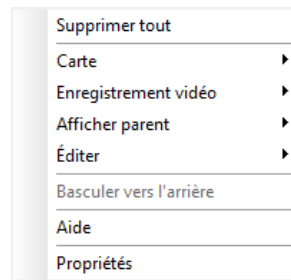 Supprimer tout
Carte
Enregistrement vidéo
Afficher parent
Éditer
Basculer vers l'arrière
Aide
Propriétés